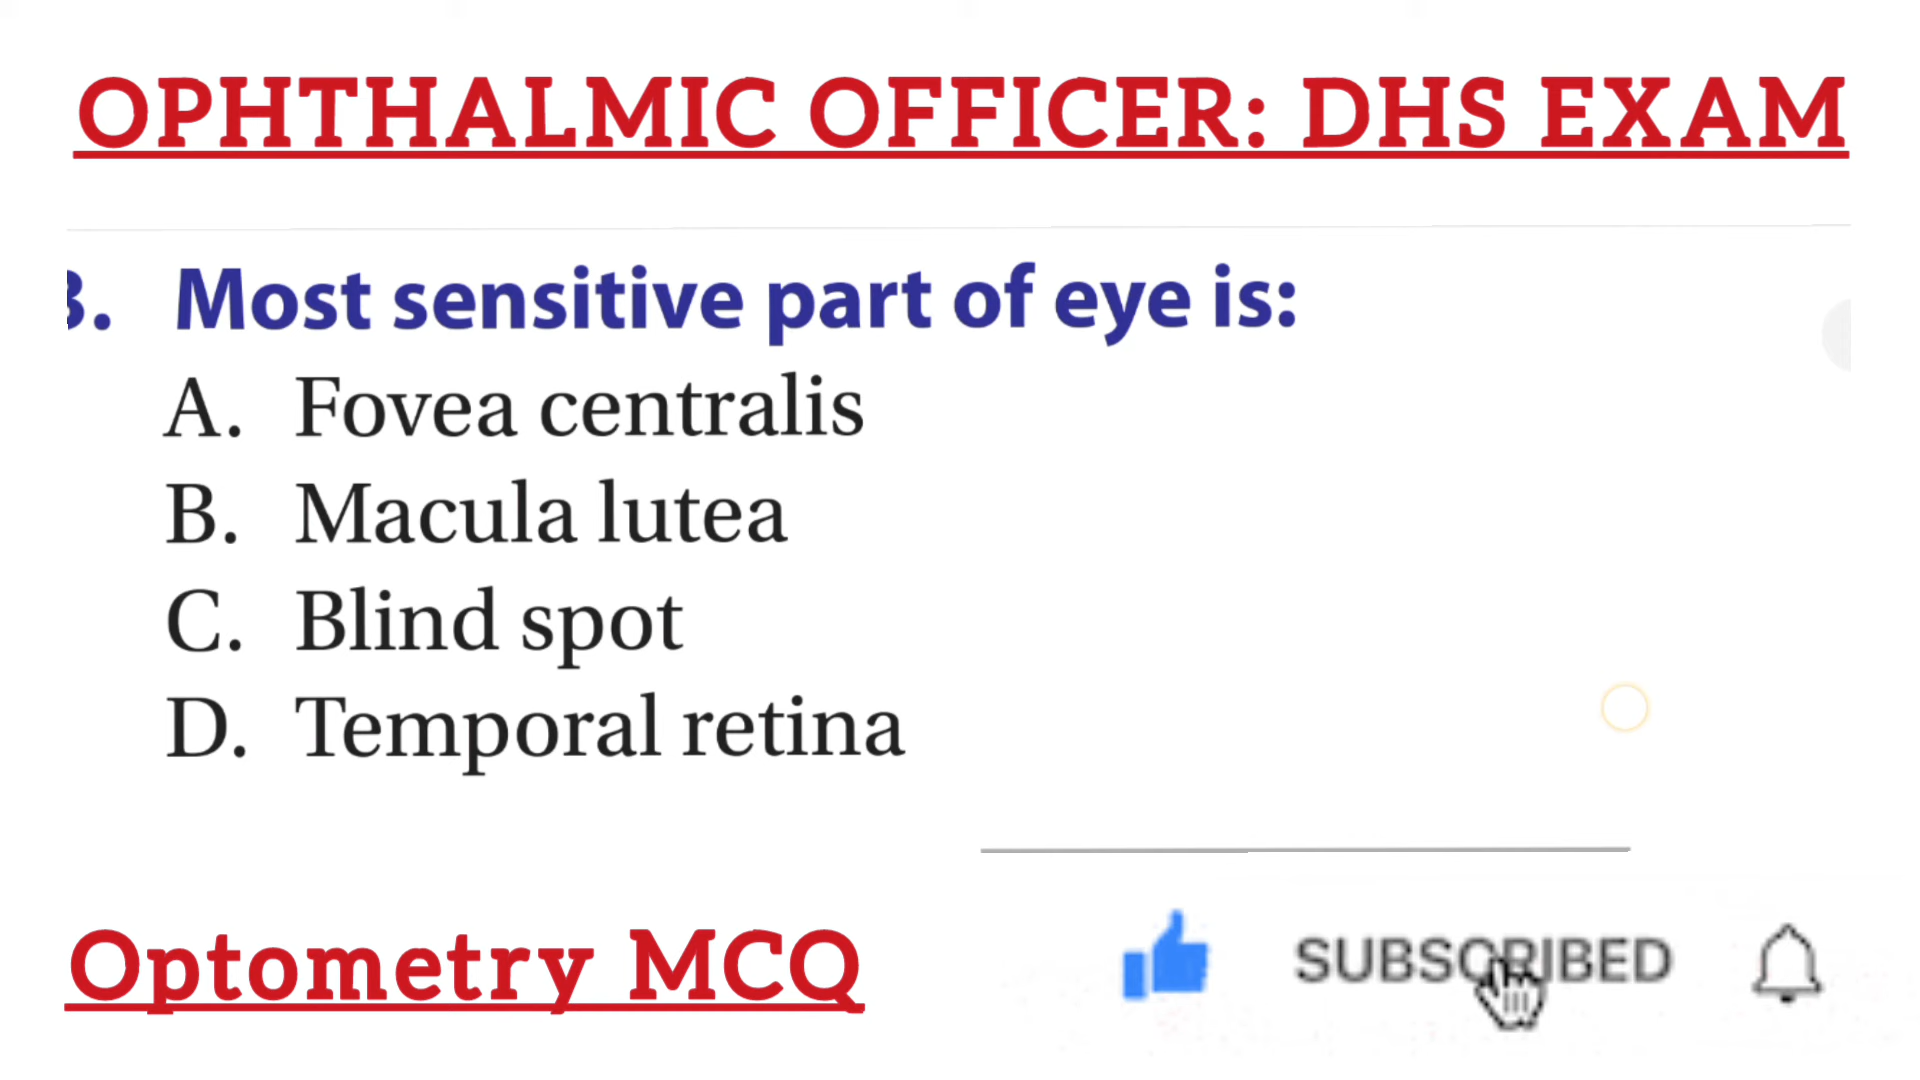 OPHTHALMIC OFFICER: DHS EXAM
3. Most sensitive part of eye is:
A. Fovea centralis
B. Macula lutea
C. Blind spot
D. Temporal retina
Optometry MCQ
SUBSCRIBED